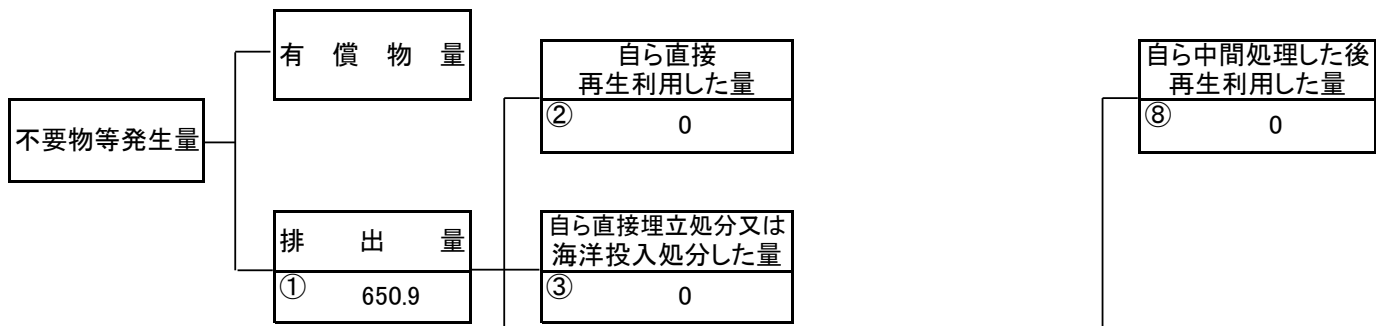 不要物等発生量
有償物量
排出量
① 650.9
自ら直接
再生利用した量
② 0
自ら直接埋立処分又は
海洋投入処分した量
③ 0
自ら中間処理した後
再生利用した量
⑧ 0